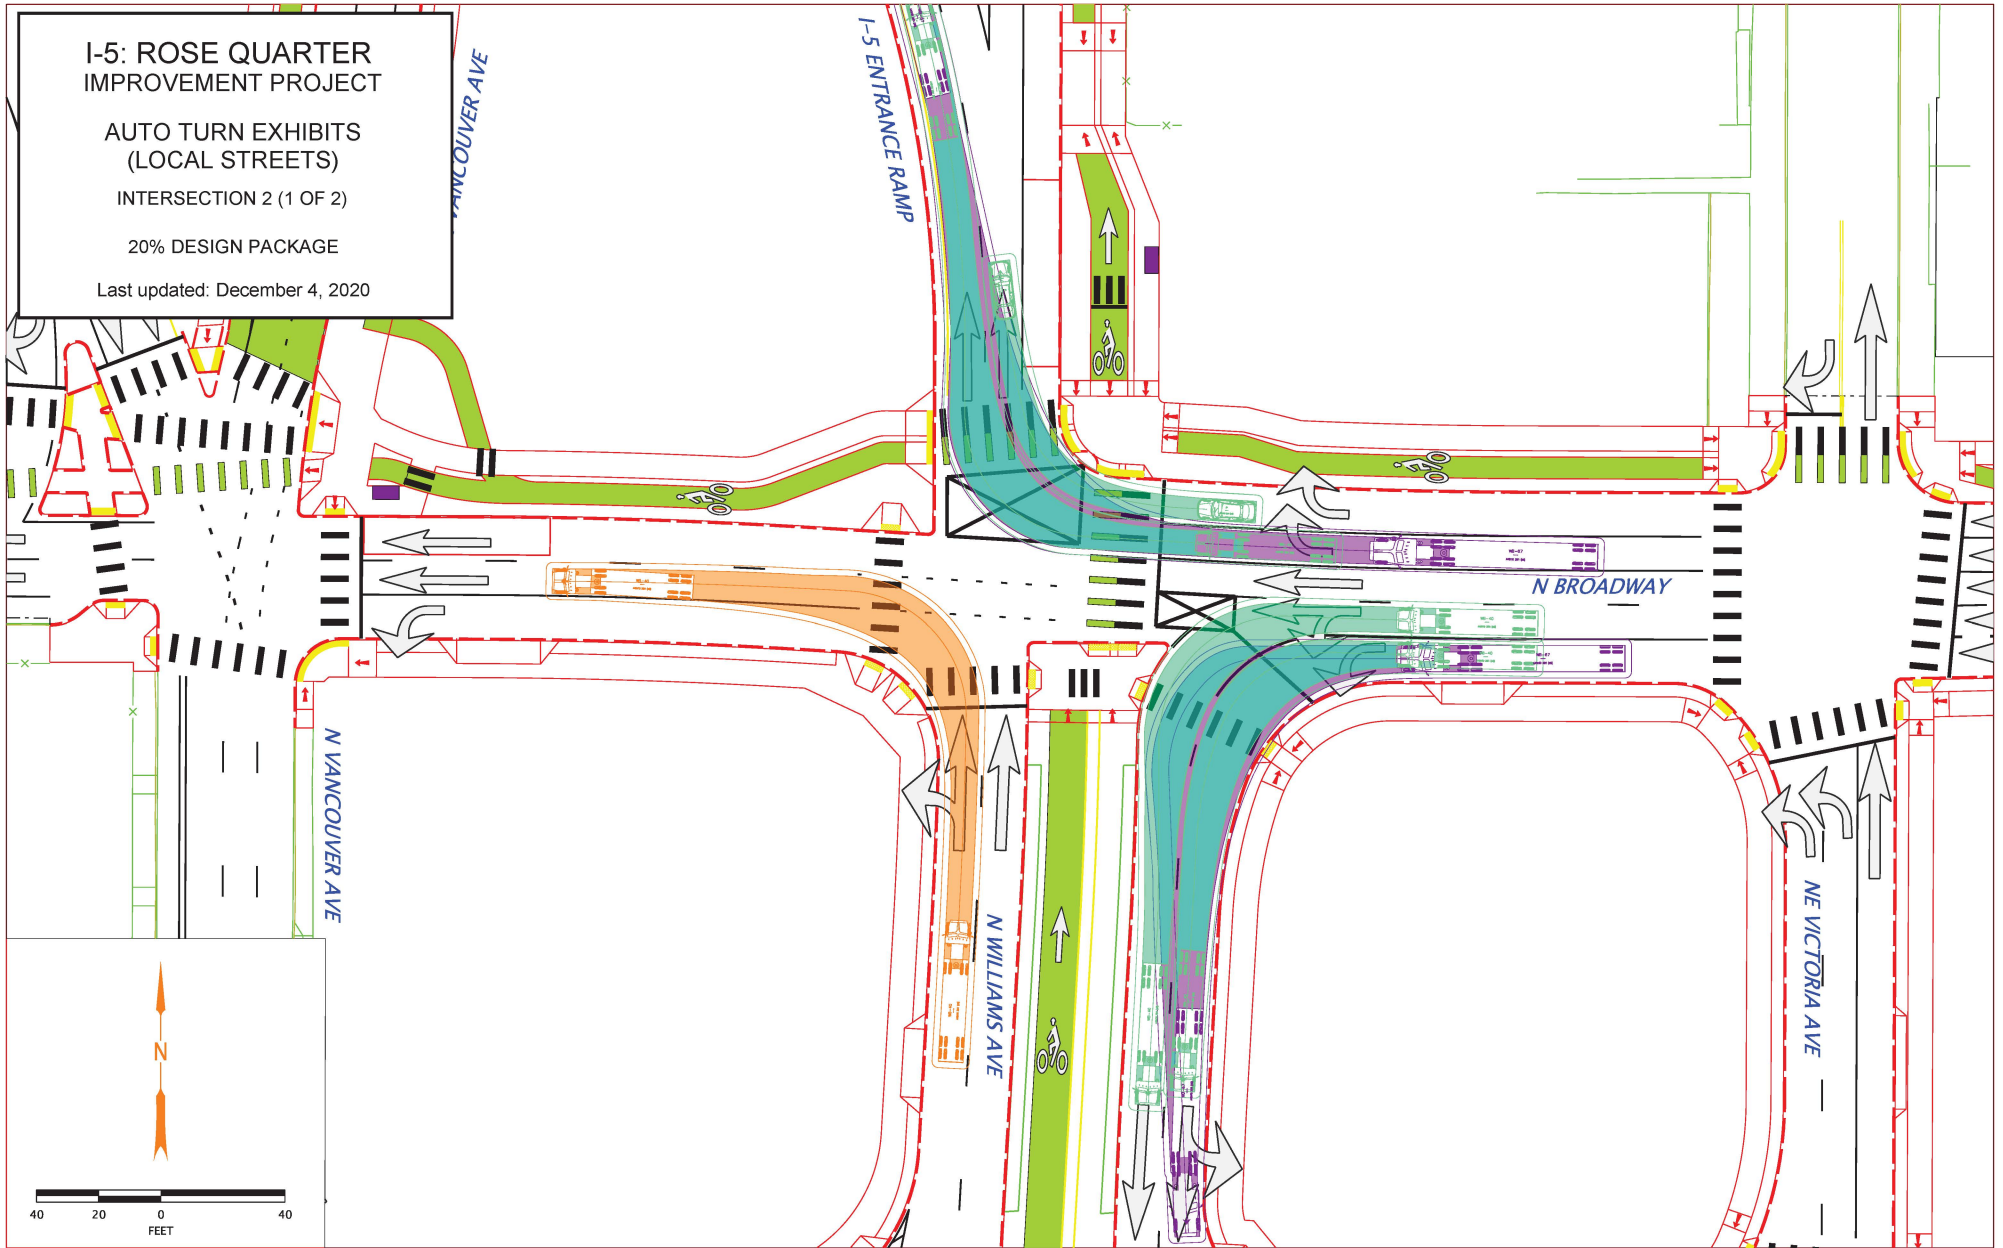 I-5: ROSE QUARTER
IMPROVEMENT PROJECT
AUTO TURN EXHIBITS
(LOCAL STREETS)
INTERSECTION 2 (1 OF 2)
20% DESIGN PACKAGE
Last updated: December 4, 2020
VANCOUVER AVE
I-5 ENTRANCE RAMP
N BROADWAY
N VANCOUVER AVE
N WILLIAMS AVE
NE VICTORIA AVE
N
40 20 0 40
FEET